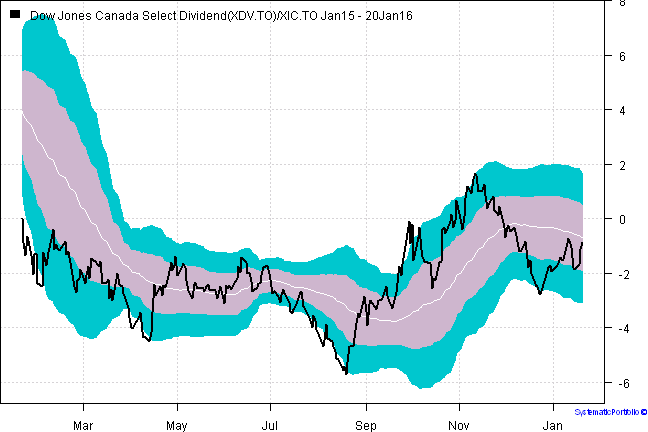 Dow Jones Canada Select Dividend(XDV.TO)/XIC.TO Jan15 - 20Jan16
8
6
4
2
0
-2
-4
-6
Mar May Jul Sep Nov Jan
SystematicPortfolio ©